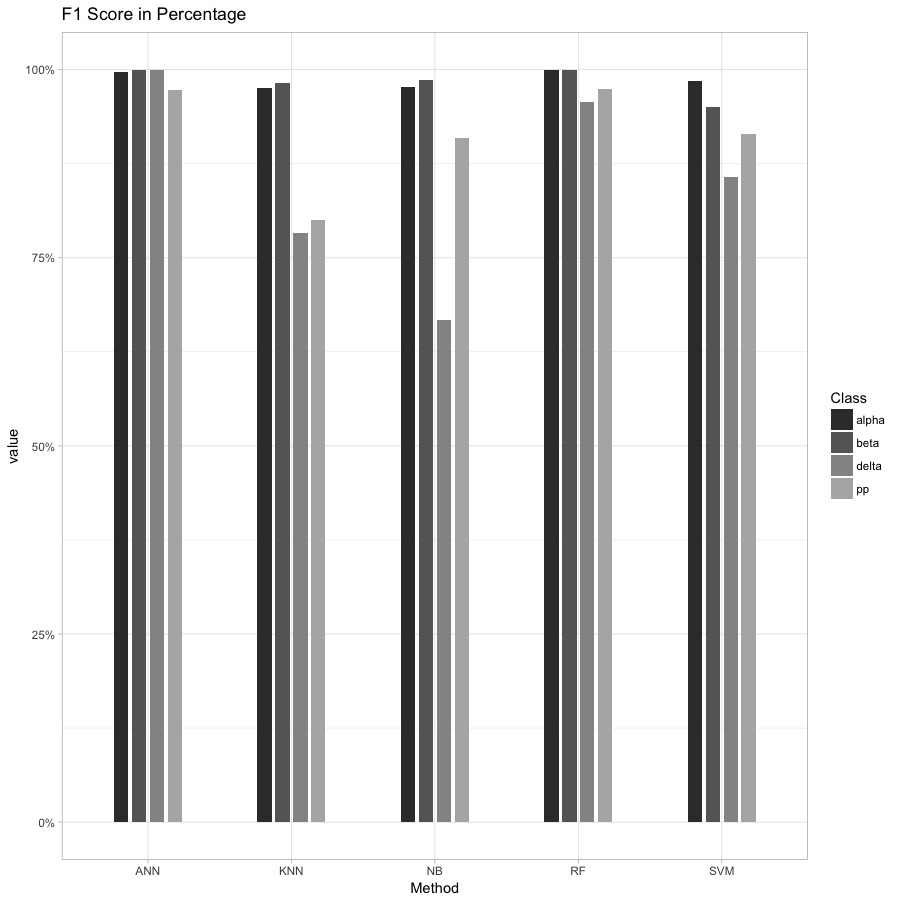 F1 Score in Percentage
100%
75%
50%
25%
0%
value
ANN KNN NB RF SVM
Method
Class
alpha
beta
delta
pp